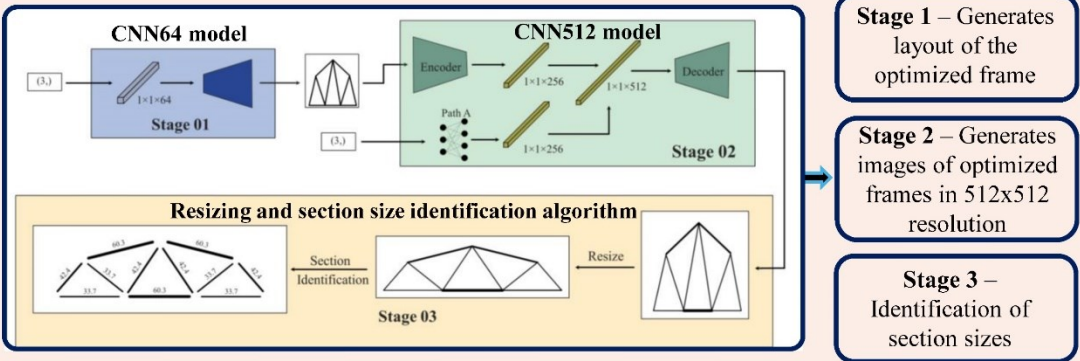 CNN64 model
(3,)
1×1×64
Stage 01
CNN512 model
Encoder
1×1×256
1×1×512
Decoder
Path A
(3,)
1×1×256
Stage 02
Resizing and section size identification algorithm
60.3
60.3
42.4
33.7
42.4
42.4
33.7
42.4
33.7
60.3
33.7
Section
Identification
Resize
Stage 03
Stage 1 – Generates
layout of the
optimized frame
Stage 2 – Generates
images of optimized
frames in 512x512
resolution
Stage 3 –
Identification of
section sizes